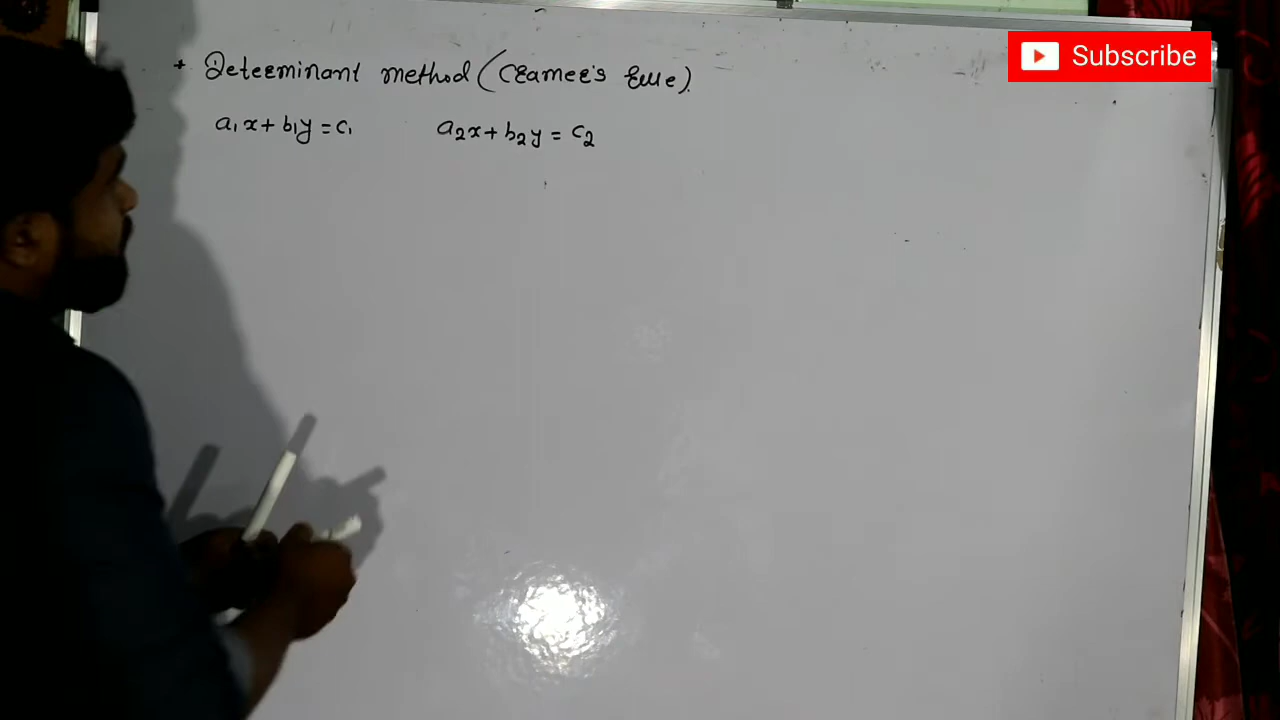 * Determinant method (Cramer's rule).
a₁x + b₁y = c₁ a₂x + b₂y = c₂
Subscribe